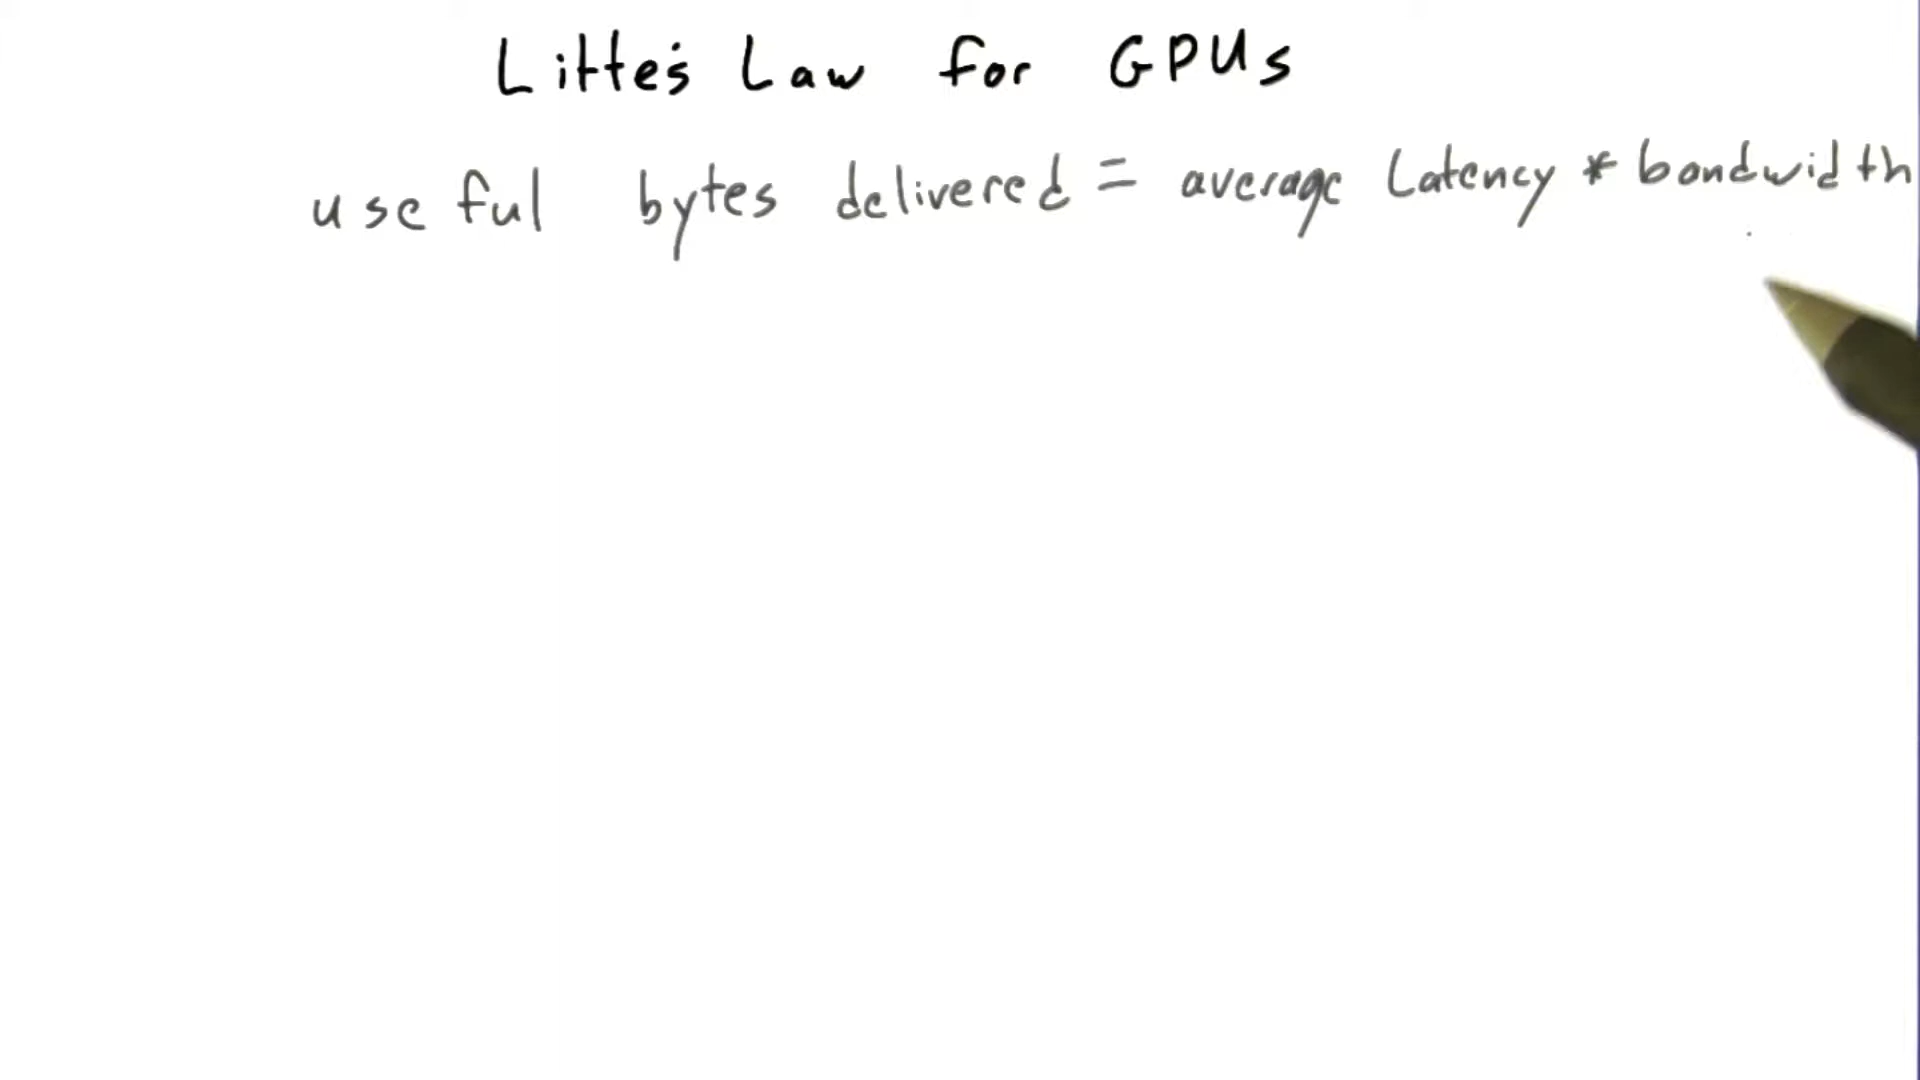 Litte's Law for GPUs
useful bytes delivered = average Latency * bandwidth